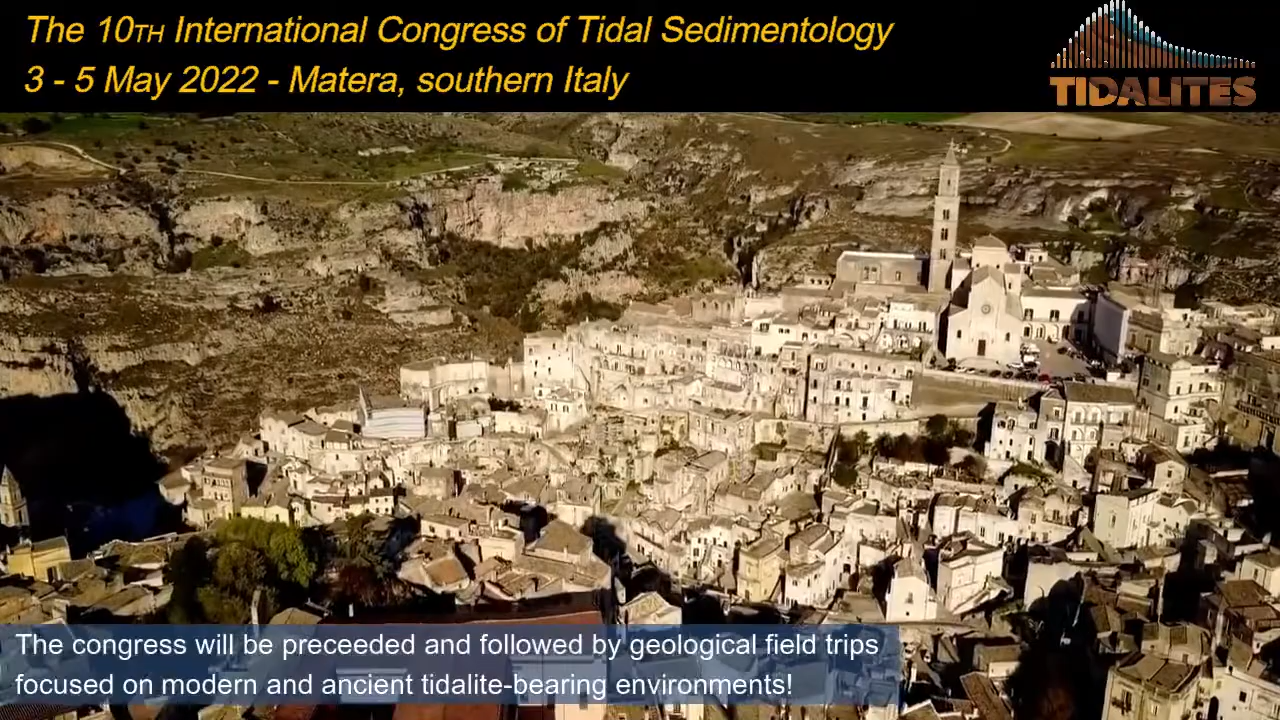 The 10TH International Congress of Tidal Sedimentology
3 - 5 May 2022 - Matera, southern Italy
TIDALITES
The congress will be preceeded and followed by geological field trips
focused on modern and ancient tidalite-bearing environments!